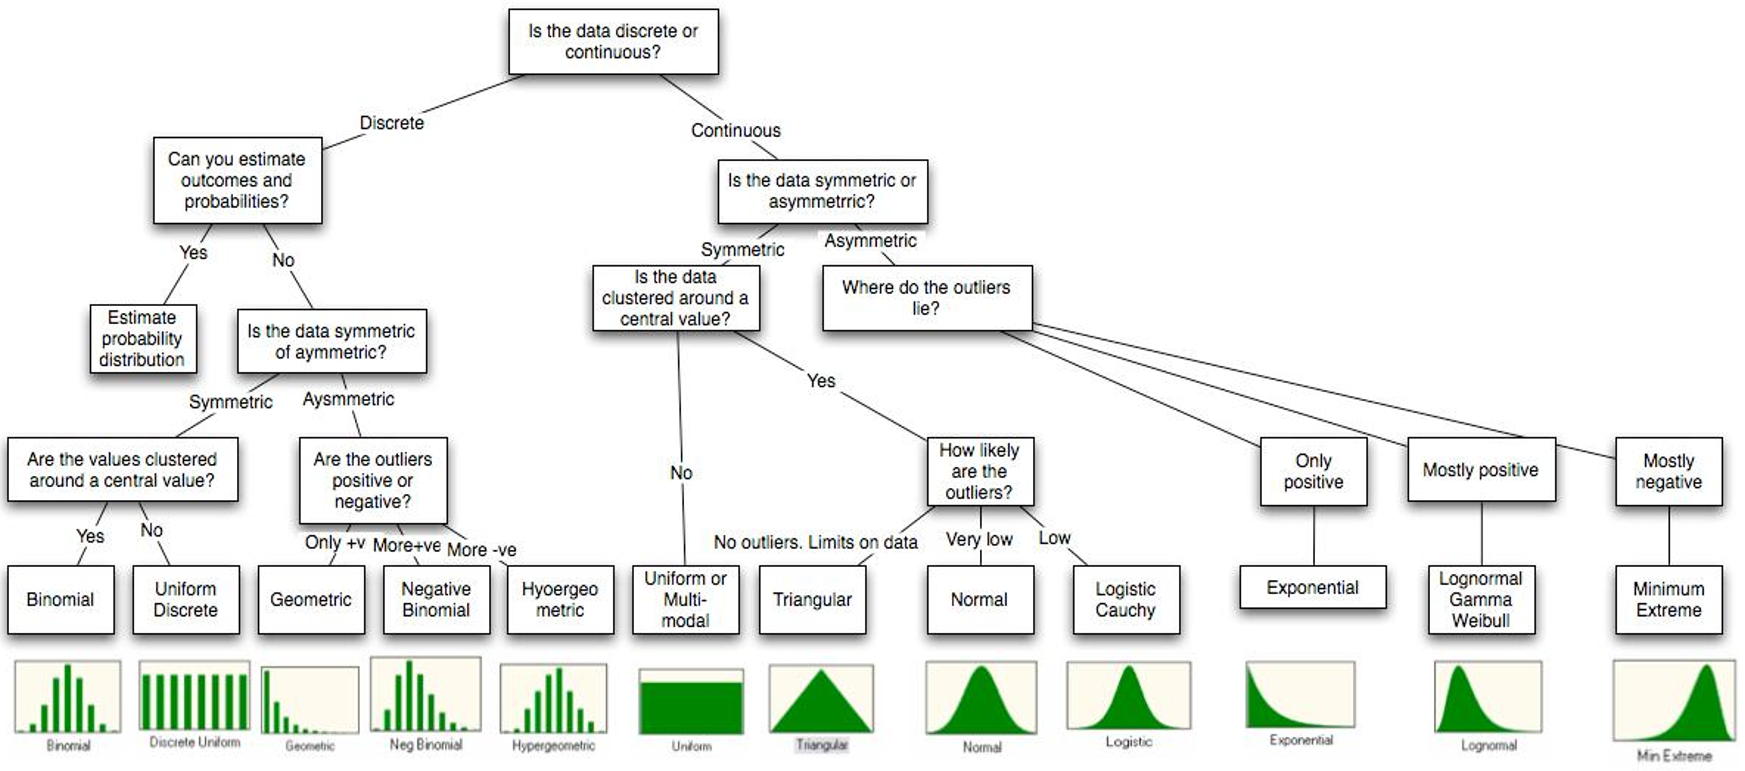 Is the data discrete or
continuous?
Discrete
Continuous
Can you estimate
outcomes and
probabilities?
Is the data symmetric or
asymmetrric?
Yes
No
Symmetric
Asymmetric
Estimate
probability
distribution
Is the data symmetric
of aymmetric?
Is the data
clustered around a
central value?
Where do the outliers
lie?
Symmetric
Aysmmetric
Yes
No
Are the values clustered
around a central value?
Are the outliers
positive or
negative?
How likely
are the
outliers?
Only
positive
Mostly positive
Mostly
negative
Yes
No
Only +v
More+ve
More -ve
No outliers. Limits on data
Very low
Low
Binomial
Uniform
Discrete
Geometric
Negative
Binomial
Hyoergeo
metric
Uniform or
Multi-
modal
Triangular
Normal
Logistic
Cauchy
Exponential
Lognormal
Gamma
Weibull
Minimum
Extreme
Binomial
Discrete Uniform
Geometric
Neg Binomial
Hypergeometric
Uniform
Triangular
Normal
Logistic
Exponential
Lognormal
Min Extreme